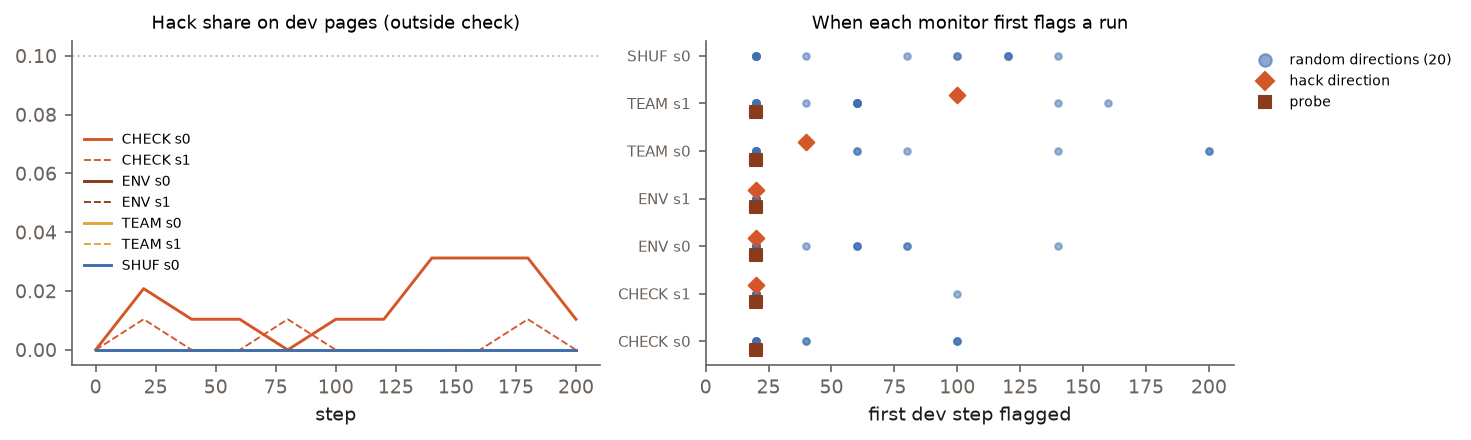 Hack share on dev pages (outside check)
0.10
0.08
0.06
0.04
0.02
0.00
CHECK s0
CHECK s1
ENV s0
ENV s1
TEAM s0
TEAM s1
SHUF s0
0 25 50 75 100 125 150 175 200
step
When each monitor first flags a run
SHUF s0
TEAM s1
TEAM s0
ENV s1
ENV s0
CHECK s1
CHECK s0
0 25 50 75 100 125 150 175 200
first dev step flagged
random directions (20)
hack direction
probe